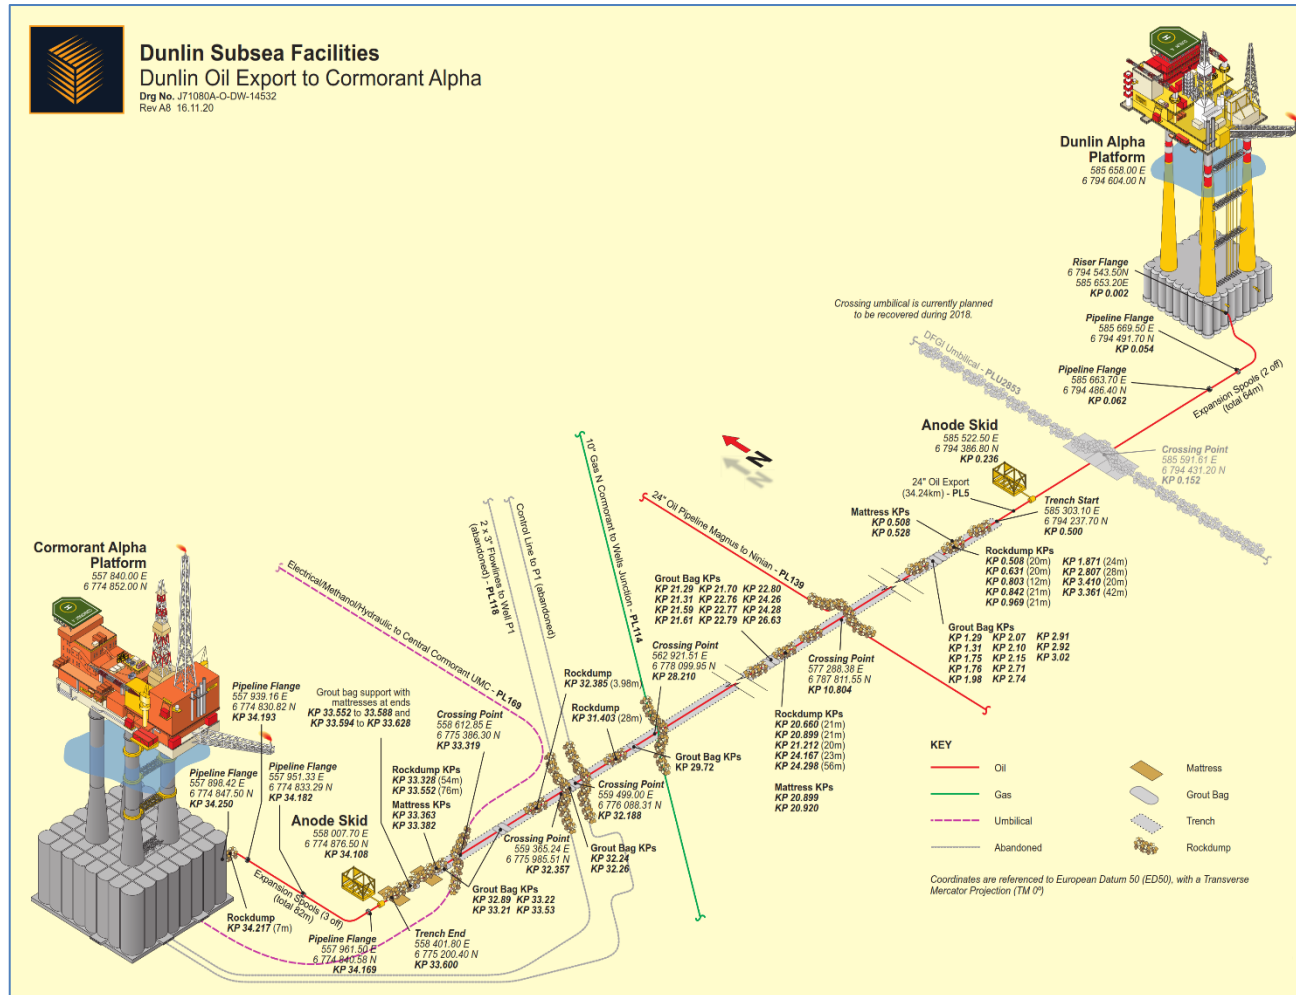 Dunlin Subsea Facilities
Dunlin Oil Export to Cormorant Alpha
Drg No. J71080A-O-DW-14532
Rev A8 16.11.20
Dunlin Alpha
Platform
585 658.00 E
6 794 604.00 N
Riser Flange
6 794 543.50N
585 653.20E
KP 0.002
Crossing umbilical is currently planned
to be recovered during 2018.
Pipeline Flange
585 669.50 E
6 794 491.70 N
KP 0.054
DFGI Umbilical - PLU2853
Pipeline Flange
585 663.70 E
6 794 486.40 N
KP 0.062
Expansion Spools (2 off)
(total 64m)
Anode Skid
585 522.50 E
6 794 386.80 N
KP 0.236
Crossing Point
585 591.61 E
6 794 431.20 N
KP 0.152
N
24" Oil Export
(34.24km) - PL5
Trench Start
585 303.10 E
6 794 237.70 N
KP 0.500
Mattress KPs
KP 0.508
KP 0.528
Rockdump KPs
KP 0.508 (20m) KP 1.871 (24m)
KP 0.631 (20m) KP 2.807 (28m)
KP 0.803 (12m) KP 3.410 (20m)
KP 0.842 (21m) KP 3.361 (42m)
KP 0.969 (21m)
Grout Bag KPs
KP 1.29 KP 2.07 KP 2.91
KP 1.31 KP 2.10 KP 2.92
KP 1.75 KP 2.15 KP 3.02
KP 1.76 KP 2.71
KP 1.98 KP 2.74
24" Oil Pipeline Magnus to Ninian - PL139
10" Gas N Cormorant to Wells Junction - PL114
Control Line to P1 (abandoned)
2 x 3" Flowlines to Well P1
(abandoned) - PL118
Electrical/Methanol/Hydraulic to Central Cormorant UMC - PL169
Grout Bag KPs
KP 21.29 KP 21.70 KP 22.80
KP 21.31 KP 22.76 KP 24.26
KP 21.59 KP 22.77 KP 24.28
KP 21.61 KP 22.79 KP 26.63
Crossing Point
562 921.51 E
6 778 099.95 N
KP 28.210
Crossing Point
577 288.38 E
6 787 811.55 N
KP 10.804
Rockdump KPs
KP 20.660 (21m)
KP 20.899 (21m)
KP 21.212 (20m)
KP 24.167 (23m)
KP 24.298 (56m)
Mattress KPs
KP 20.899
KP 20.920
Rockdump
KP 32.385 (3.98m)
Rockdump
KP 31.403 (28m)
Grout Bag KPs
KP 29.72
Crossing Point
559 499.00 E
6 776 088.31 N
KP 32.188
Grout Bag KPs
KP 32.24
KP 32.26
Crossing Point
559 365.24 E
6 775 985.51 N
KP 32.357
Crossing Point
558 612.85 E
6 775 386.30 N
KP 33.319
Grout bag support with
mattresses at ends
KP 33.552 to 33.588 and
KP 33.594 to KP 33.628
Rockdump KPs
KP 33.328 (54m)
KP 33.552 (76m)
Mattress KPs
KP 33.363
KP 33.382
Grout Bag KPs
KP 32.89 KP 33.22
KP 33.21 KP 33.53
Trench End
558 401.80 E
6 775 200.40 N
KP 33.600
Cormorant Alpha
Platform
557 840.00 E
6 774 852.00 N
Pipeline Flange
557 939.16 E
6 774 830.82 N
KP 34.193
Pipeline Flange
557 951.33 E
6 774 833.29 N
KP 34.182
Pipeline Flange
557 898.42 E
6 774 847.50 N
KP 34.250
Anode Skid
558 007.70 E
6 774 876.50 N
KP 34.108
Expansion Spools (3 off)
(total 82m)
Rockdump
KP 34.217 (7m)
Pipeline Flange
557 961.50 E
6 774 840.58 N
KP 34.169
KEY
Oil
Gas
Umbilical
Abandoned
Mattress
Grout Bag
Trench
Rockdump
Coordinates are referenced to European Datum 50 (ED50), with a Transverse
Mercator Projection (TM 0º)